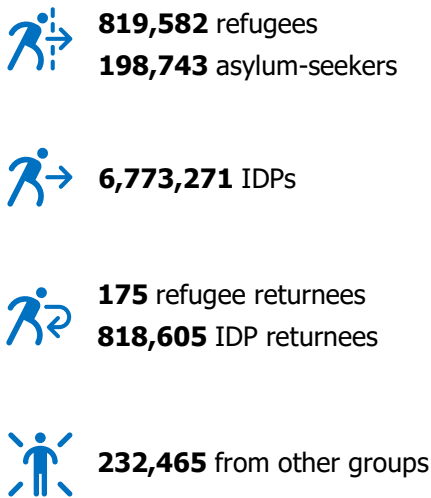 819,582 refugees
198,743 asylum-seekers
6,773,271 IDPs
175 refugee returnees
818,605 IDP returnees
232,465 from other groups